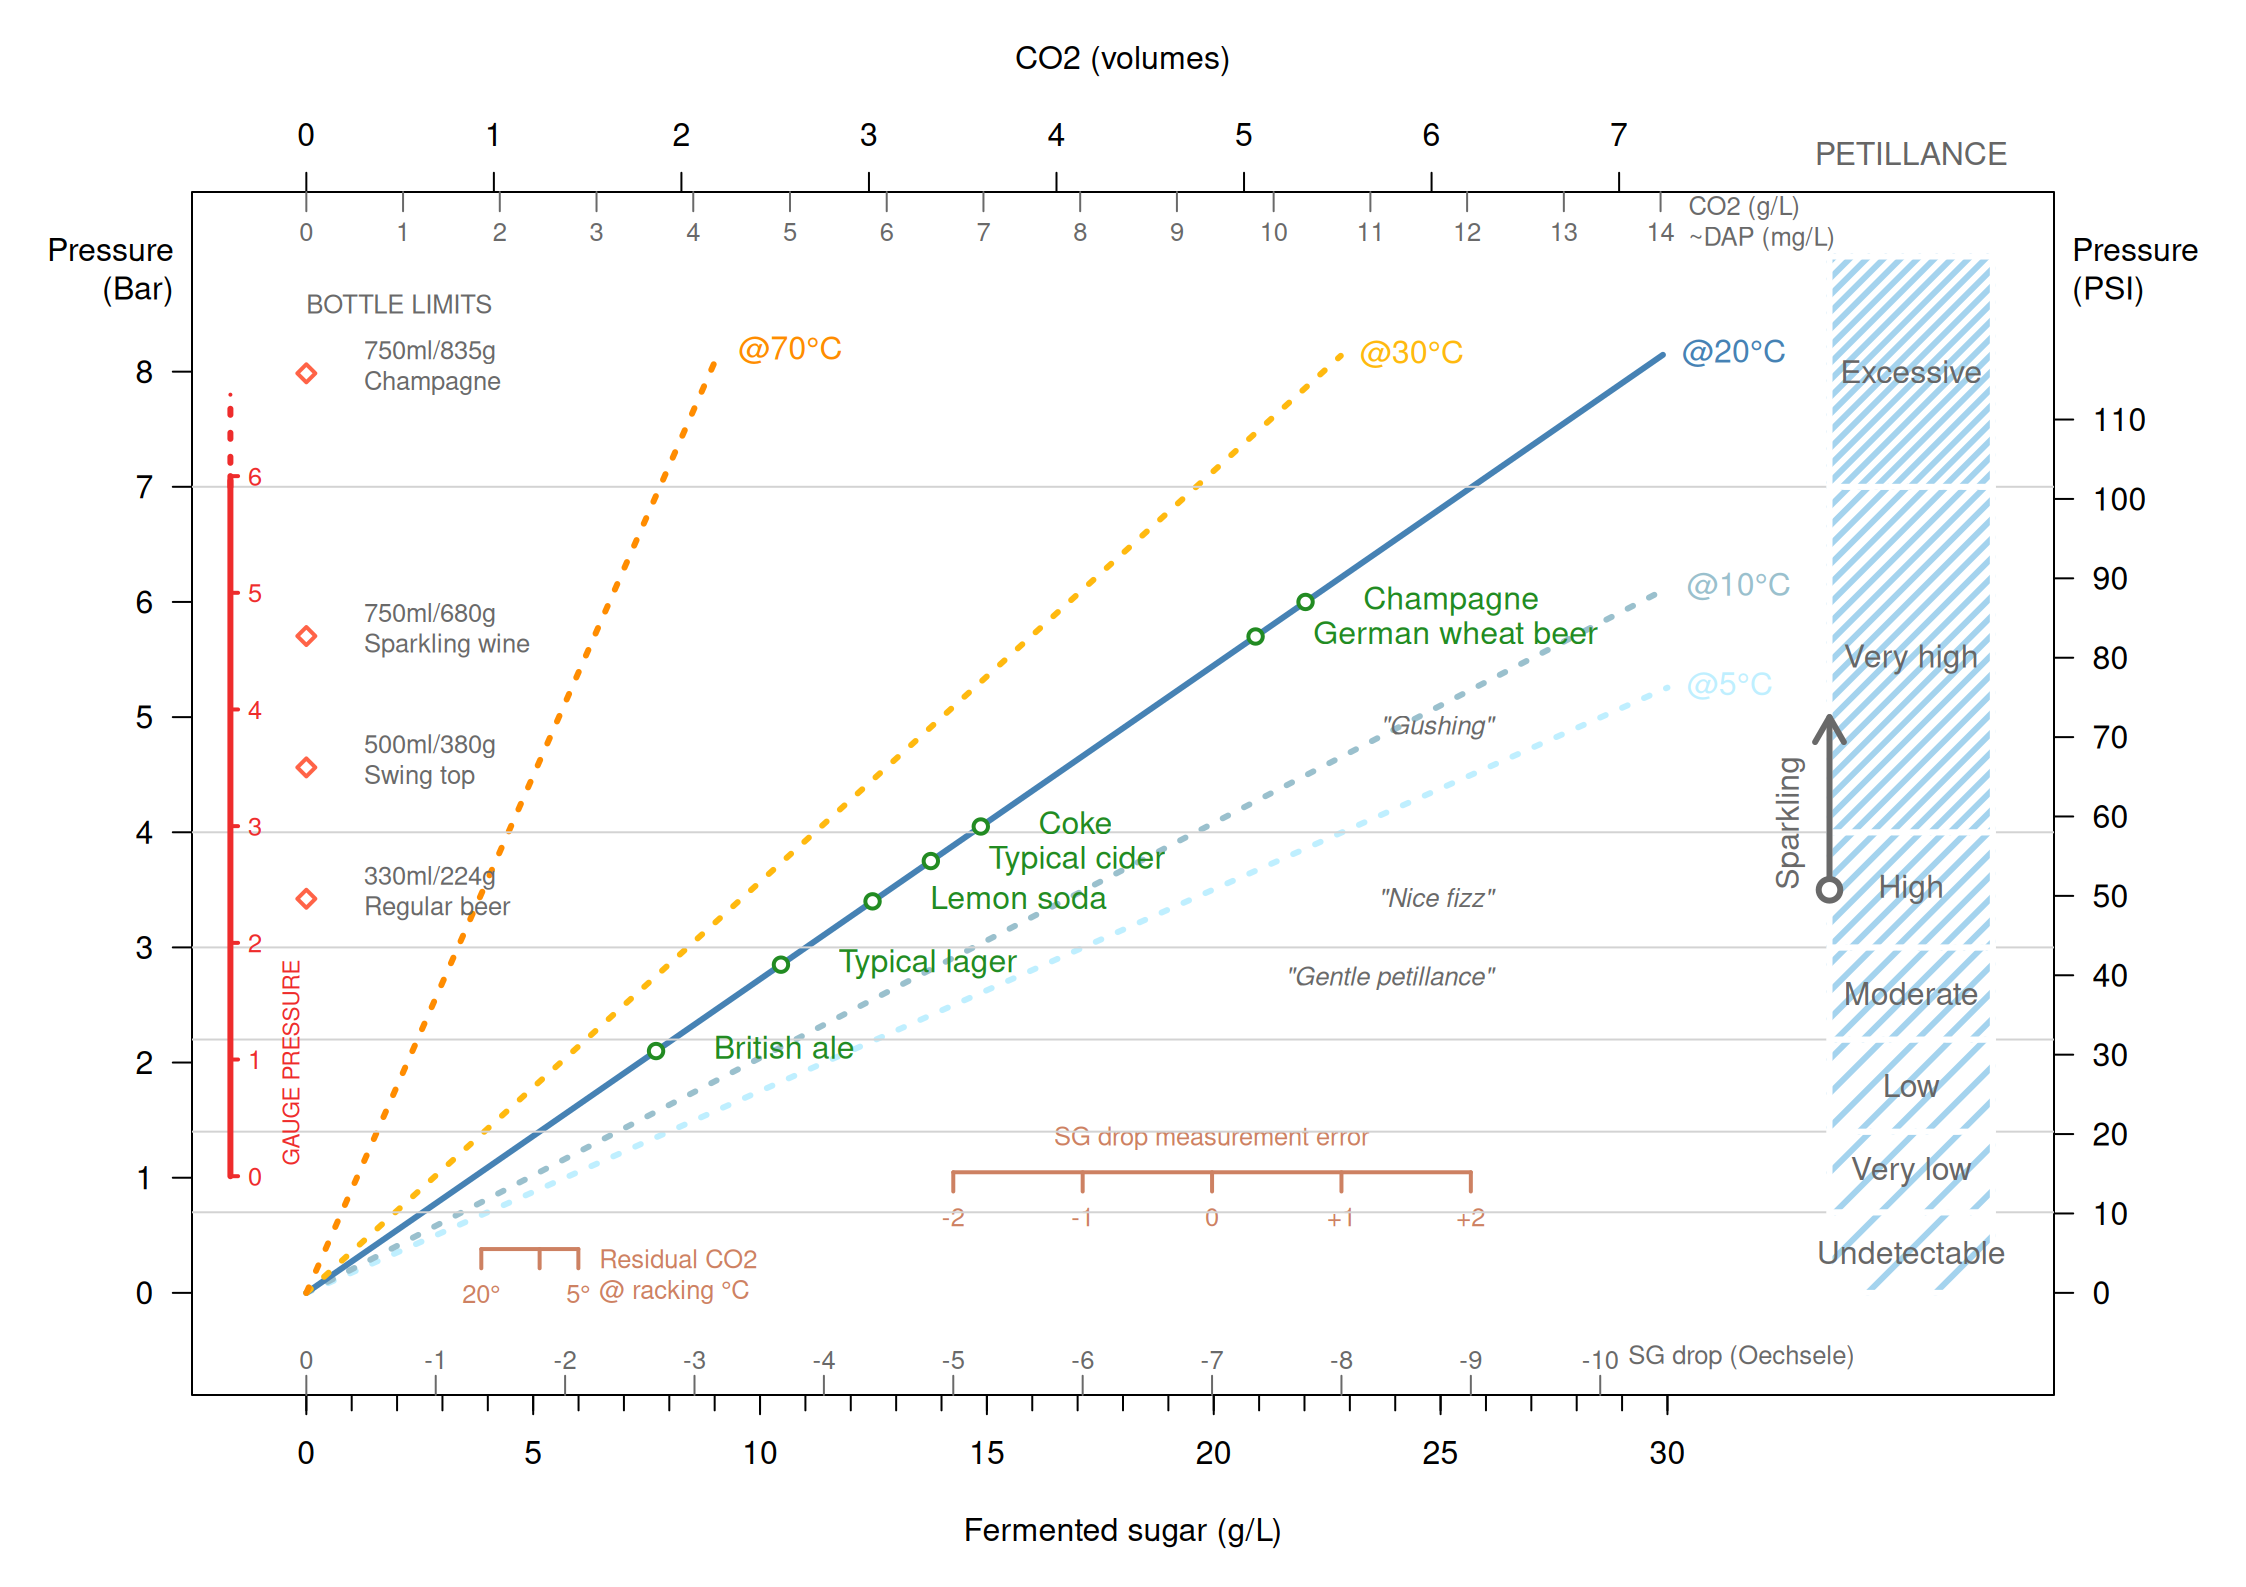 CO2 (volumes)
0 1 2 3 4 5 6 7
PETILLANCE
0 1 2 3 4 5 6 7 8 9 10 11 12 13 14
CO2 (g/L)
~DAP (mg/L)
Pressure
(Bar)
8
7
6
5
4
3
2
1
0
Pressure
(PSI)
110
100
90
80
70
60
50
40
30
20
10
0
BOTTLE LIMITS
750ml/835g
Champagne
750ml/680g
Sparkling wine
500ml/380g
Swing top
330ml/224g
Regular beer
6
5
4
3
2
1
0
GAUGE PRESSURE
@70°C
@30°C
@20°C
@10°C
@5°C
Champagne
German wheat beer
Coke
Typical cider
Lemon soda
Typical lager
British ale
"Gushing"
"Nice fizz"
"Gentle petillance"
Sparkling
Excessive
Very high
High
Moderate
Low
Very low
Undetectable
SG drop measurement error
-2 -1 0 +1 +2
Residual CO2
@ racking °C
20° 5°
0 -1 -2 -3 -4 -5 -6 -7 -8 -9 -10 SG drop (Oechsele)
0 5 10 15 20 25 30
Fermented sugar (g/L)